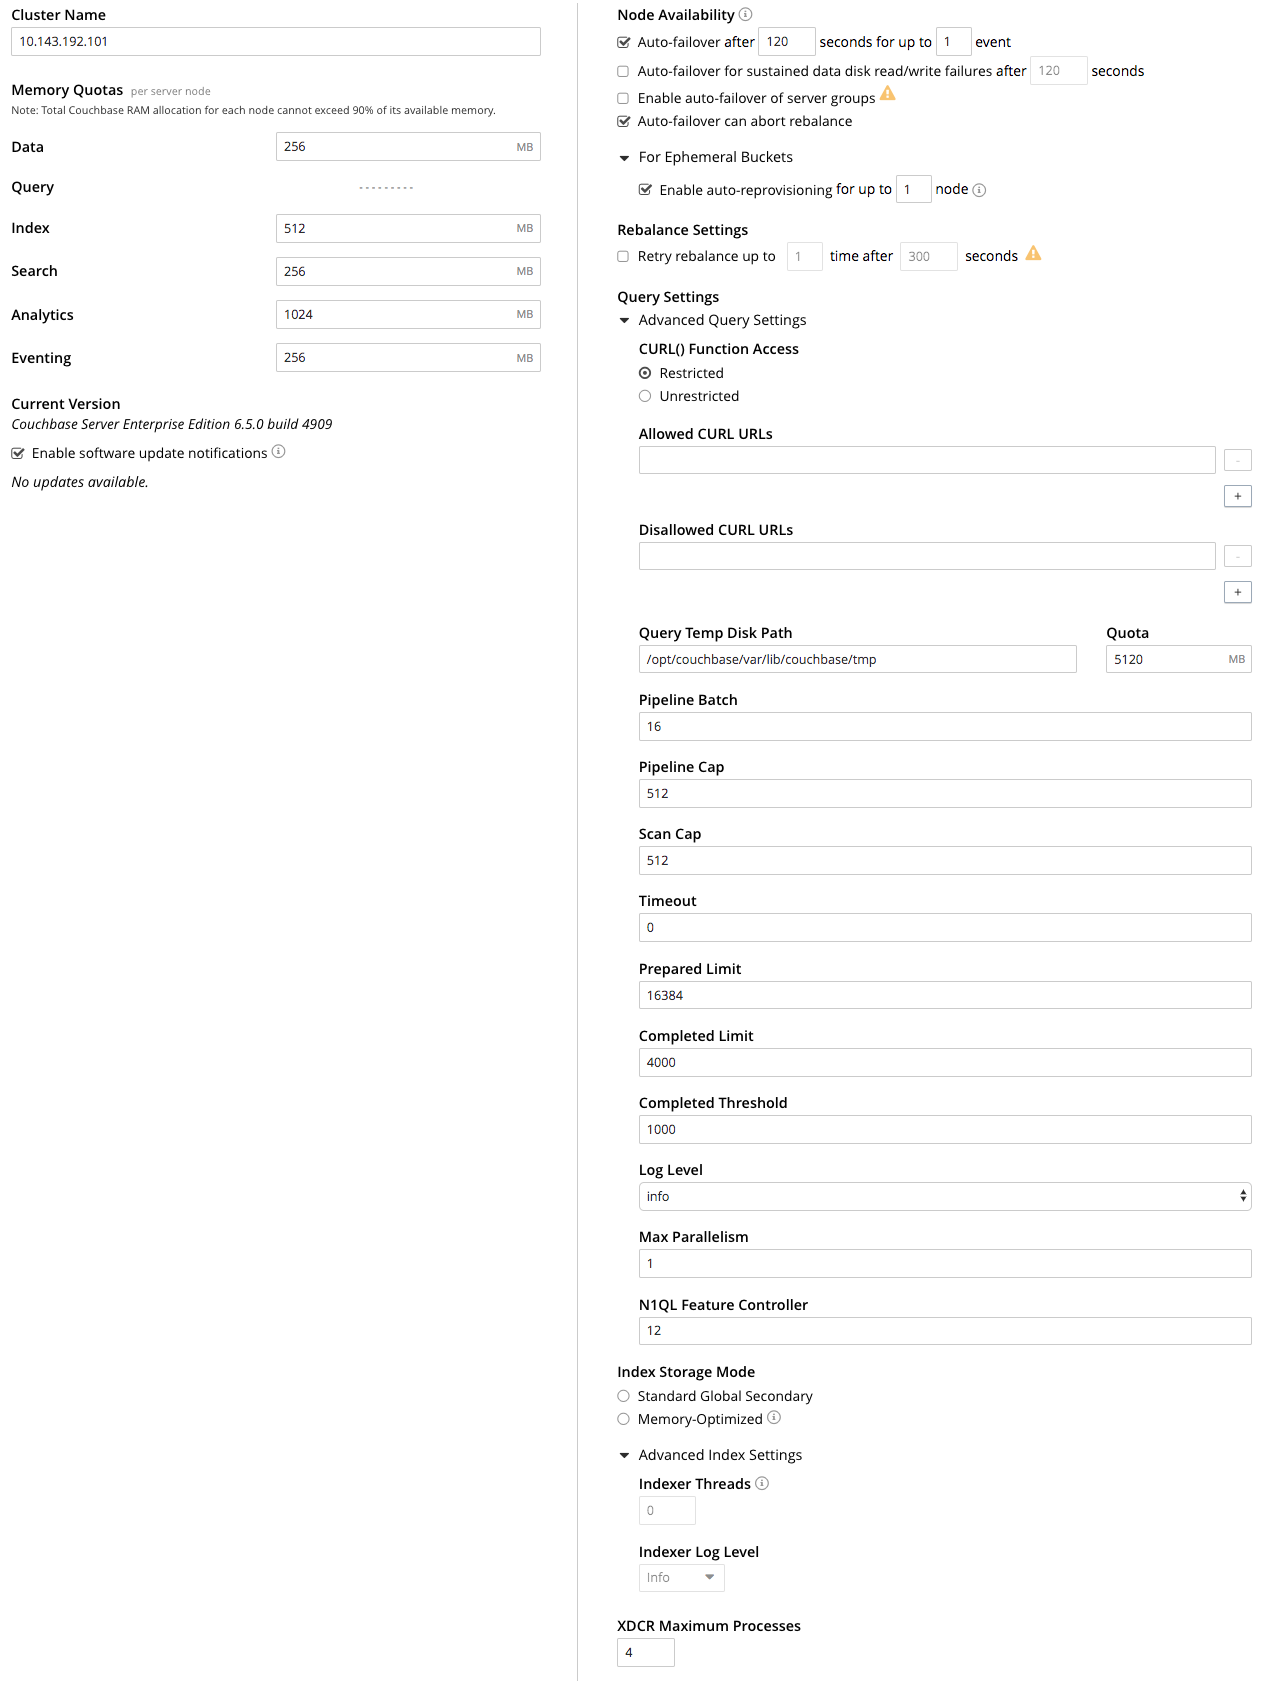 Cluster Name
10.143.192.101
Memory Quotas per server node
Note: Total Couchbase RAM allocation for each node cannot exceed 90% of its available memory.
Data 256 MB
Query ---------
Index 512 MB
Search 256 MB
Analytics 1024 MB
Eventing 256 MB
Current Version
Couchbase Server Enterprise Edition 6.5.0 build 4909
Enable software update notifications
No updates available.
Node Availability
Auto-failover after 120 seconds for up to 1 event
Auto-failover for sustained data disk read/write failures after 120 seconds
Enable auto-failover of server groups
Auto-failover can abort rebalance
For Ephemeral Buckets
Enable auto-reprovisioning for up to 1 node
Rebalance Settings
Retry rebalance up to 1 time after 300 seconds
Query Settings
Advanced Query Settings
CURL() Function Access
Restricted
Unrestricted
Allowed CURL URLs
-
+
Disallowed CURL URLs
-
+
Query Temp Disk Path Quota
/opt/couchbase/var/lib/couchbase/tmp 5120 MB
Pipeline Batch
16
Pipeline Cap
512
Scan Cap
512
Timeout
0
Prepared Limit
16384
Completed Limit
4000
Completed Threshold
1000
Log Level
info
Max Parallelism
1
N1QL Feature Controller
12
Index Storage Mode
Standard Global Secondary
Memory-Optimized
Advanced Index Settings
Indexer Threads
0
Indexer Log Level
Info
XDCR Maximum Processes
4